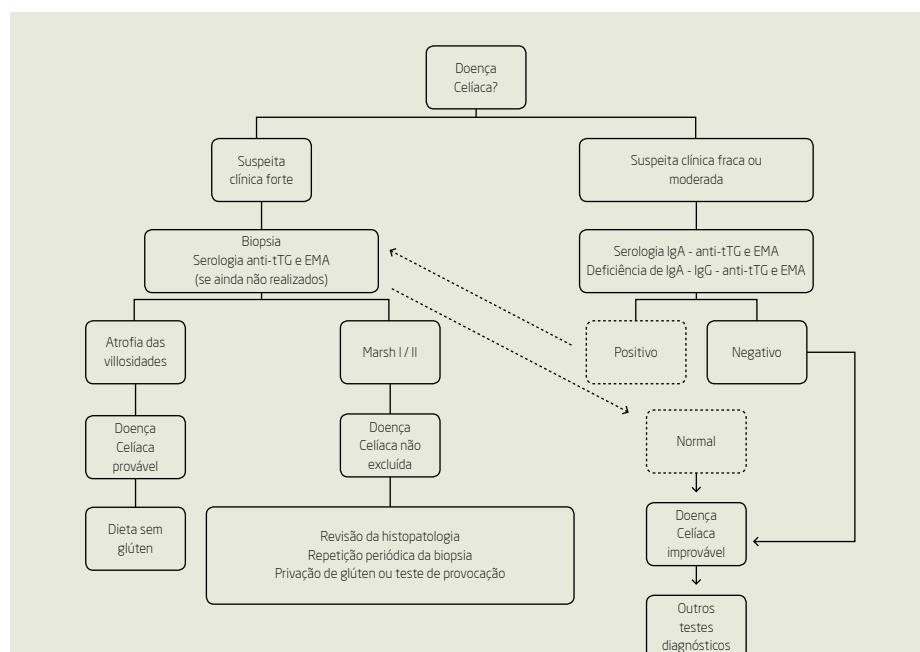 Doença
Celíaca?
Suspeita
clínica forte
Suspeita clínica fraca ou
moderada
Biopsia
Serologia anti-tTG e EMA
(se ainda não realizados)
Serologia IgA - anti-tTG e EMA
Deficiência de IgA - IgG - anti-tTG e EMA
Atrofia das
villosidades
Marsh I / II
Positivo
Negativo
Doença
Celíaca
provável
Doença
Celíaca não
excluída
Normal
Dieta sem
glúten
Revisão da histopatologia
Repetição periódica da biopsia
Privação de glúten ou teste de provocação
Doença
Celíaca
improvável
Outros
testes
diagnósticos